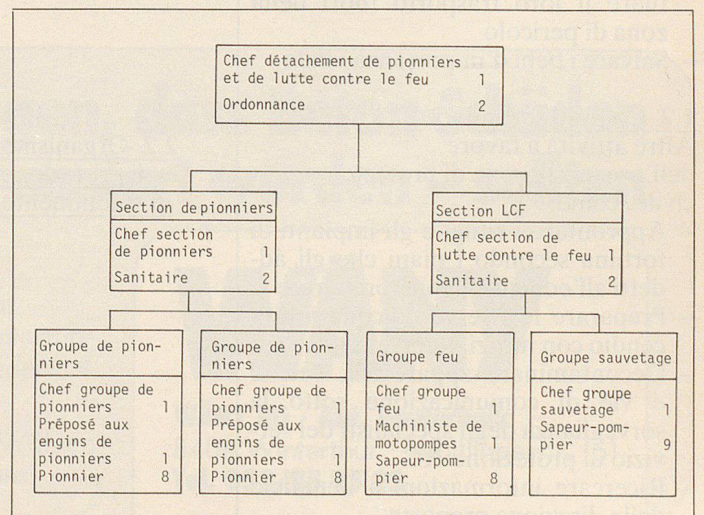 Chef détachement de pionniers
et de lutte contre le feu 1
Ordonnance 2
Section de pionniers
Chef section
de pionniers 1
Sanitaire 2
Section LCF
Chef section de
lutte contre le feu 1
Sanitaire 2
Groupe de pion-
niers
Chef groupe de
pionniers 1
Préposé aux
engins de
pionniers 1
Pionnier 8
Groupe de pion-
niers
Chef groupe de
pionniers 1
Préposé aux
engins de
pionniers 1
Pionnier 8
Groupe feu
Chef groupe
feu 1
Machiniste de
motopompes 1
Sapeur-pom-
pier 8
Groupe sauvetage
Chef groupe
sauvetage 1
Sapeur-pom-
pier 9